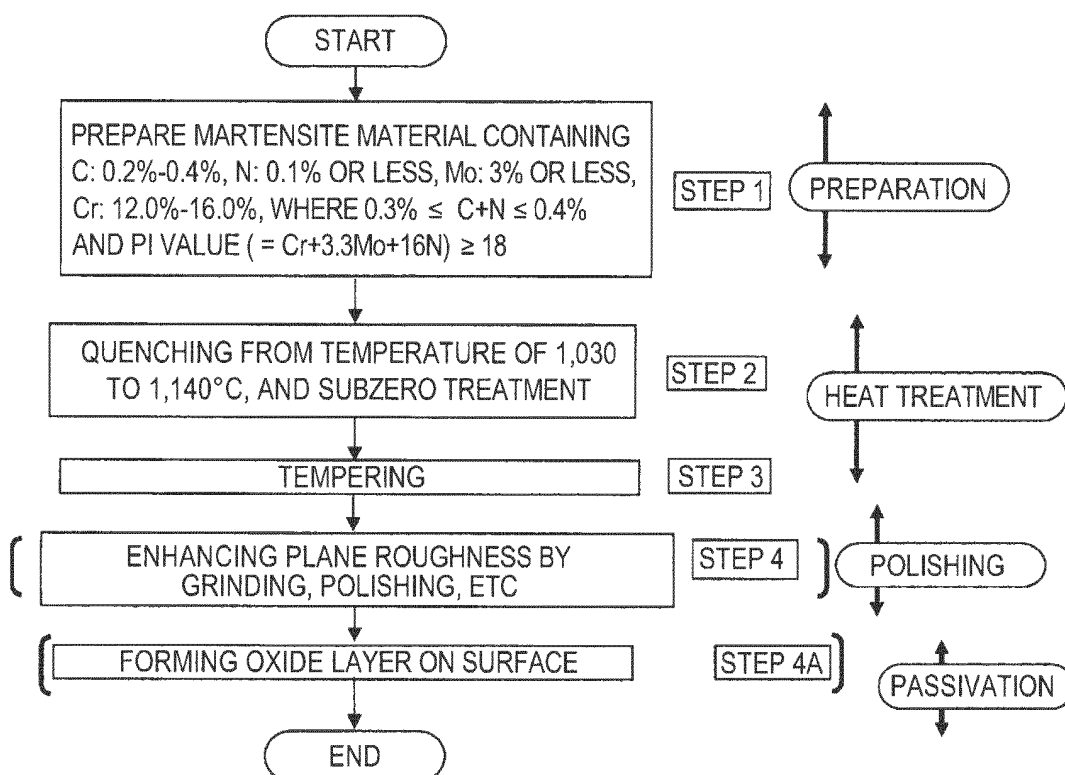 START
PREPARE MARTENSITE MATERIAL CONTAINING
C: 0.2%-0.4%, N: 0.1% OR LESS, Mo: 3% OR LESS,
Cr: 12.0%-16.0%, WHERE 0.3% ≤ C+N ≤ 0.4%
AND PI VALUE ( = Cr+3.3Mo+16N) ≥ 18
STEP 1
PREPARATION
QUENCHING FROM TEMPERATURE OF 1,030
TO 1,140°C, AND SUBZERO TREATMENT
STEP 2
HEAT TREATMENT
TEMPERING
STEP 3
ENHANCING PLANE ROUGHNESS BY
GRINDING, POLISHING, ETC
STEP 4
POLISHING
FORMING OXIDE LAYER ON SURFACE
STEP 4A
PASSIVATION
END